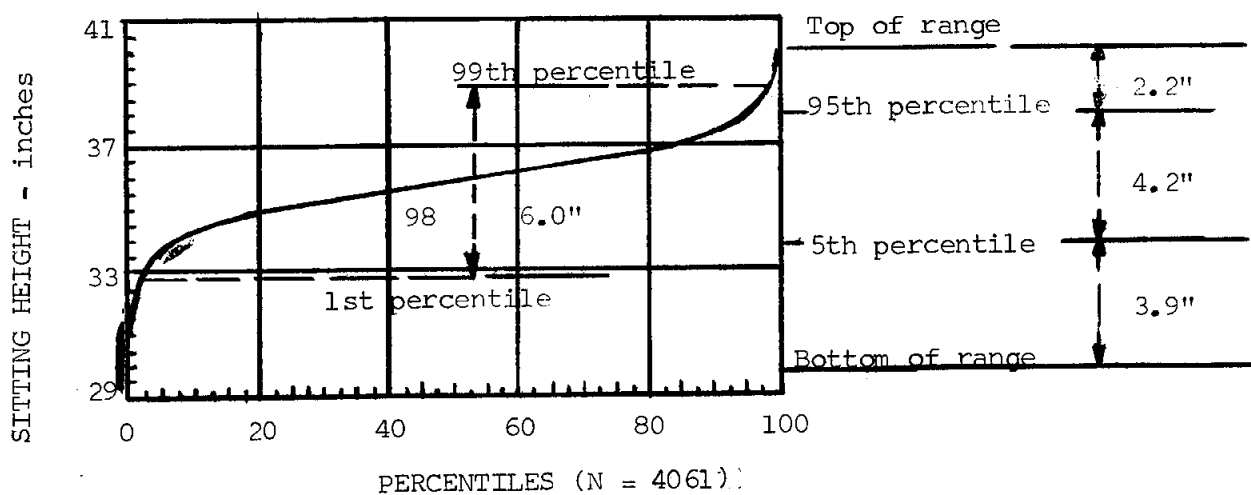 41
Top of range
99th percentile
2.2"
95th percentile
37
4.2"
98 6.0"
5th percentile
33
1st percentile
3.9"
Bottom of range
29
0 20 40 60 80 100
SITTING HEIGHT - inches
PERCENTILES (N = 4061)